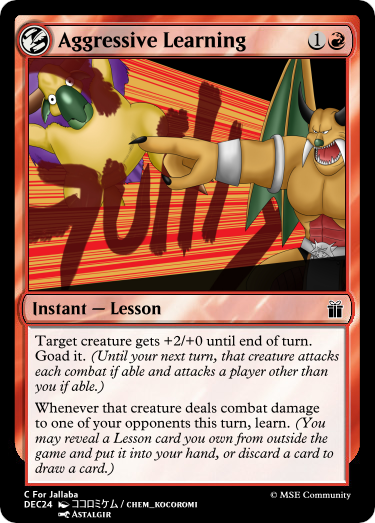 Aggressive Learning 1
Instant — Lesson
Target creature gets +2/+0 until end of turn.
Goad it. (Until your next turn, that creature attacks
each combat if able and attacks a player other than
you if able.)
Whenever that creature deals combat damage
to one of your opponents this turn, learn. (You
may reveal a Lesson card you own from outside the
game and put it into your hand, or discard a card to
draw a card.)
C For Jallaba
DEC24 ココロミケム / CHEM_KOCOROMI
ASTALGIR
© MSE Community